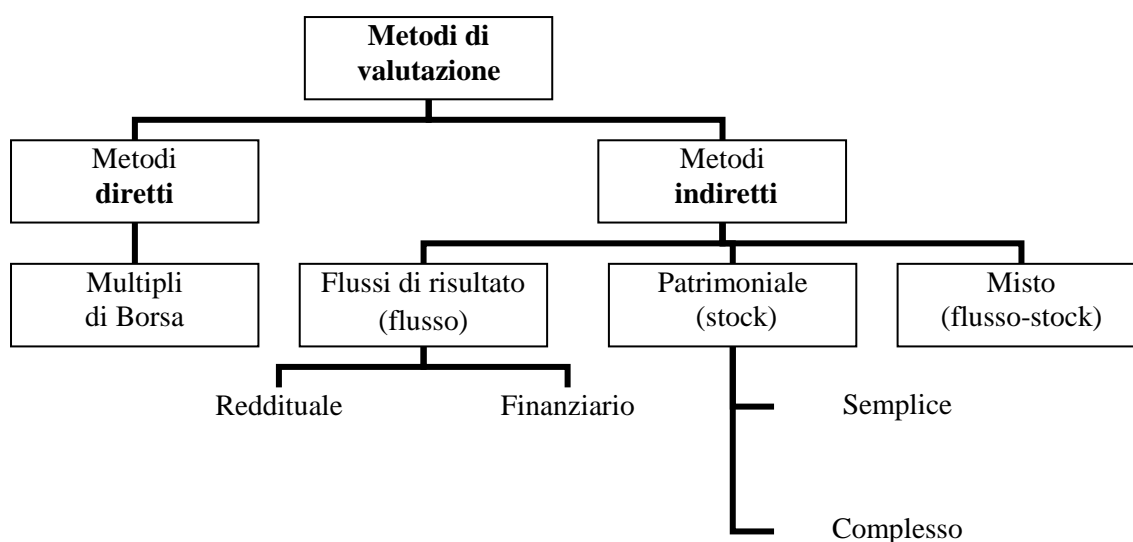 Metodi di
valutazione
Metodi
diretti
Metodi
indiretti
Multipli
di Borsa
Flussi di risultato
(flusso)
Patrimoniale
(stock)
Misto
(flusso-stock)
Reddituale
Finanziario
Semplice
Complesso